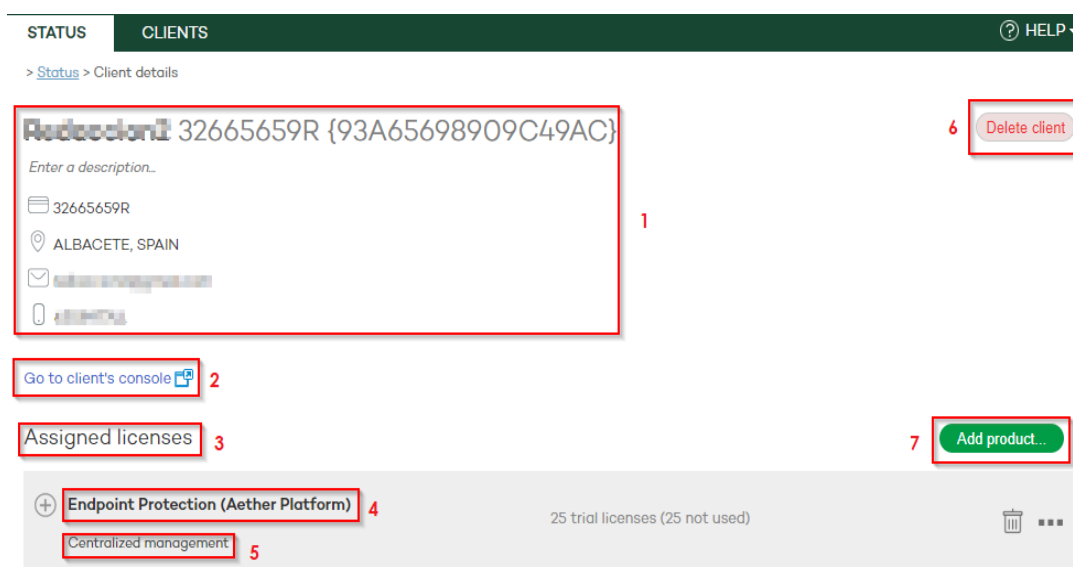 STATUS CLIENTS HELP
> Status > Client details
32665659R {93A65698909C49AC}
6 Delete client
Enter a description...
32665659R
1
ALBACETE, SPAIN
Go to client's console 2
Assigned licenses 3
7 Add product...
Endpoint Protection (Aether Platform) 4
25 trial licenses (25 not used)
Centralized management 5